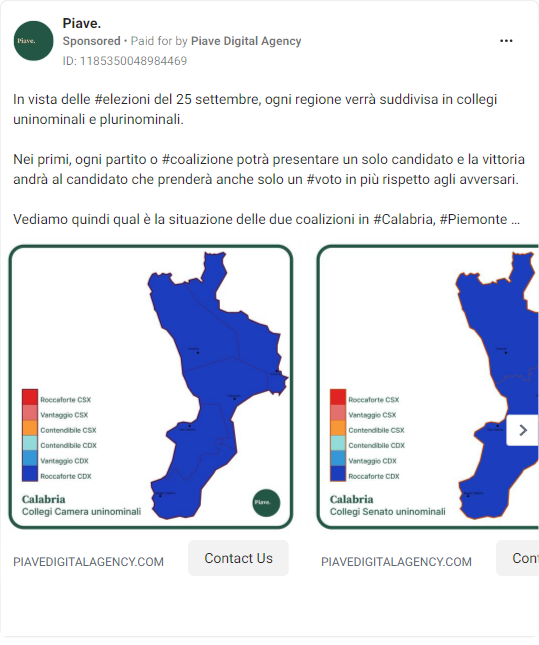 Piave.
Piave.
Sponsored • Paid for by Piave Digital Agency
ID: 1185350048984469
In vista delle #elezioni del 25 settembre, ogni regione verrà suddivisa in collegi
uninominali e plurinominali.
Nei primi, ogni partito o #coalizione potrà presentare un solo candidato e la vittoria
andrà al candidato che prenderà anche solo un #voto in più rispetto agli avversari.
Vediamo quindi qual è la situazione delle due coalizioni in #Calabria, #Piemonte ...
Roccaforte CSX
Vantaggio CSX
Contendibile CSX
Contendibile CDX
Vantaggio CDX
Roccaforte CDX
Calabria
Collegi Camera uninominali
Piave.
Roccaforte CSX
Vantaggio CSX
Contendibile CSX
Contendibile CDX
Vantaggio CDX
Roccaforte CDX
Calabria
Collegi Senato uninominali
PIAVEDIGITALAGENCY.COM
Contact Us
PIAVEDIGITALAGENCY.COM